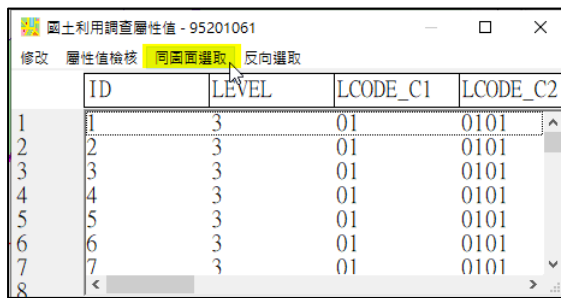 國土利用調查屬性值 - 95201061
修改 屬性值檢核 同圖面選取 反向選取
ID LEVEL LCODE_C1 LCODE_C2
1 1 3 01 0101
2 2 3 01 0101
3 3 3 01 0101
4 4 3 01 0101
5 5 3 01 0101
6 6 3 01 0101
7 7 3 01 0101
8